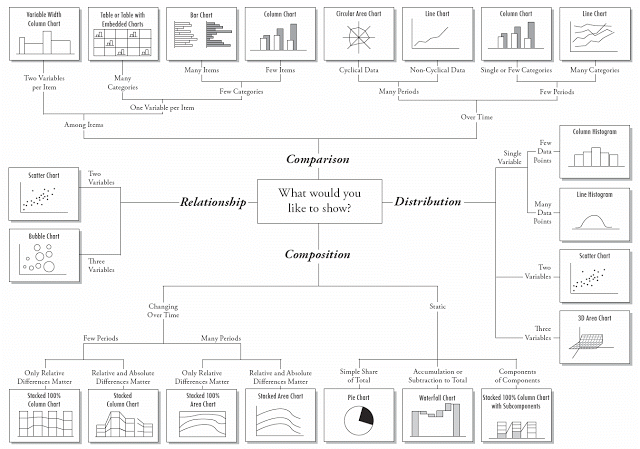 Variable Width
Column Chart
Table or Table with
Embedded Charts
Bar Chart
Column Chart
Circular Area Chart
Line Chart
Column Chart
Line Chart
Two Variables
per Item
Many
Categories
Many Items
Few Items
Cyclical Data
Non-Cyclical Data
Single or Few Categories
Many Categories
Few Categories
Many Periods
Few Periods
One Variable per Item
Among Items
Over Time
Comparison
What would you
like to show?
Relationship
Scatter Chart
Two
Variables
Bubble Chart
Three
Variables
Distribution
Single
Variable
Few
Data
Points
Column Histogram
Many
Data
Points
Line Histogram
Two
Variables
Scatter Chart
Three
Variables
3D Area Chart
Composition
Changing
Over Time
Static
Few Periods
Many Periods
Only Relative
Differences Matter
Relative and Absolute
Differences Matter
Only Relative
Differences Matter
Relative and Absolute
Differences Matter
Simple Share
of Total
Accumulation or
Subtraction to Total
Components
of Components
Stacked 100%
Column Chart
Stacked
Column Chart
Stacked 100%
Area Chart
Stacked Area Chart
Pie Chart
Waterfall Chart
Stacked 100% Column Chart
with Subcomponents